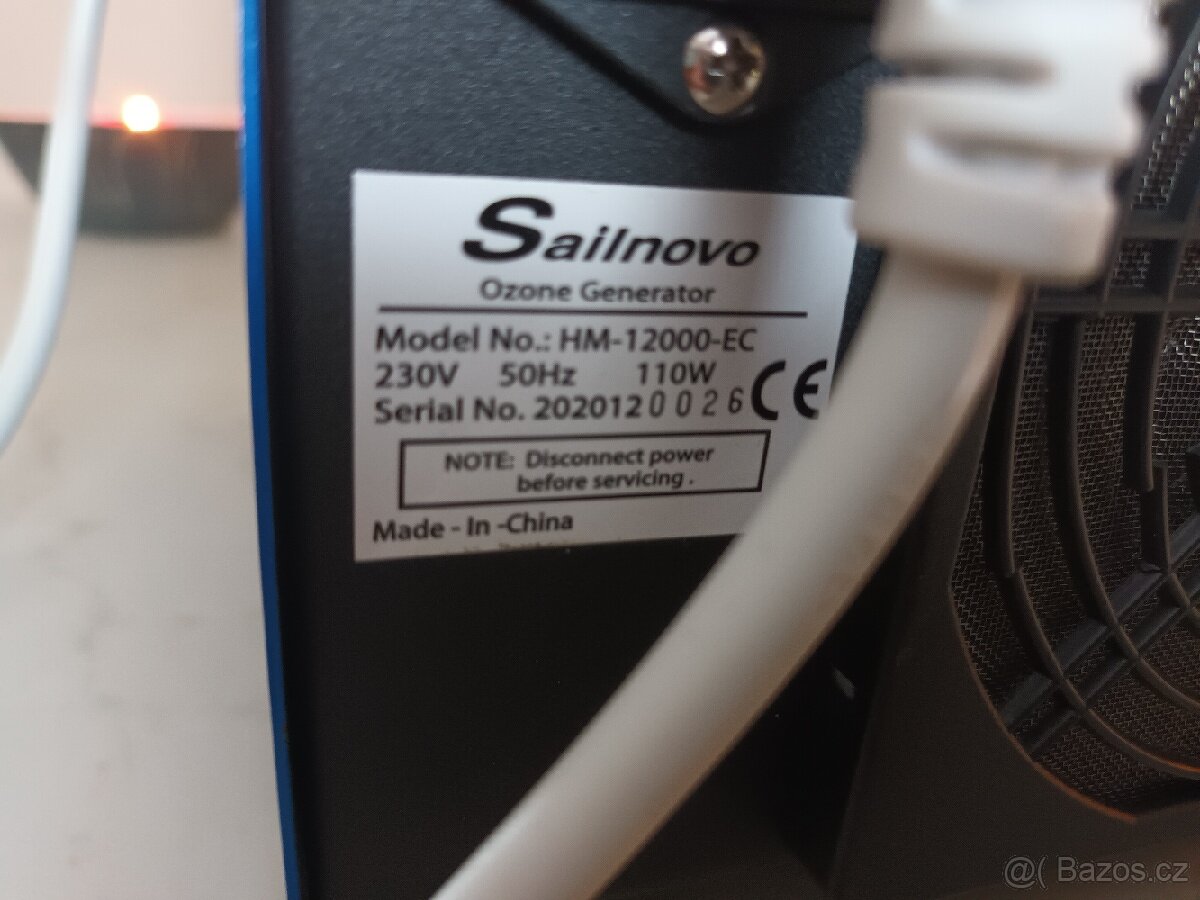 Sailnovo
Ozone Generator
Model No.: HM-12000-EC
230V 50Hz 110W
Serial No. 2020120026 CE
NOTE: Disconnect power
before servicing.
Made - In -China
@( Bazos.cz